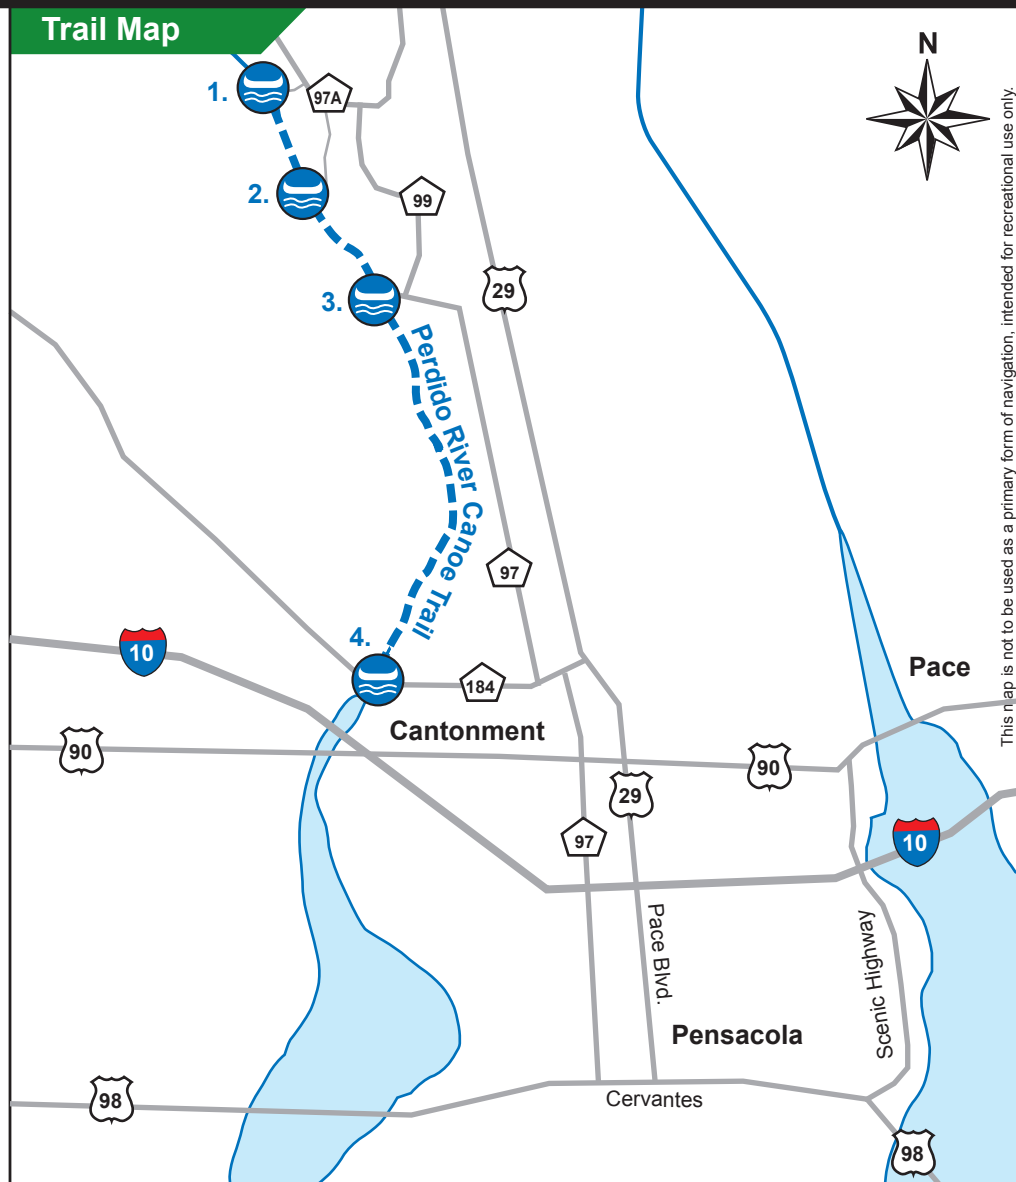 Trail Map
N
1.
97A
2.
99
3.
29
Perdido River Canoe Trail
This map is not to be used as a primary form of navigation, intended for recreational use only.
97
4.
10
184
Pace
Cantonment
90
90
29
97
10
Pace Blvd.
Scenic Highway
Pensacola
98
Cervantes
98